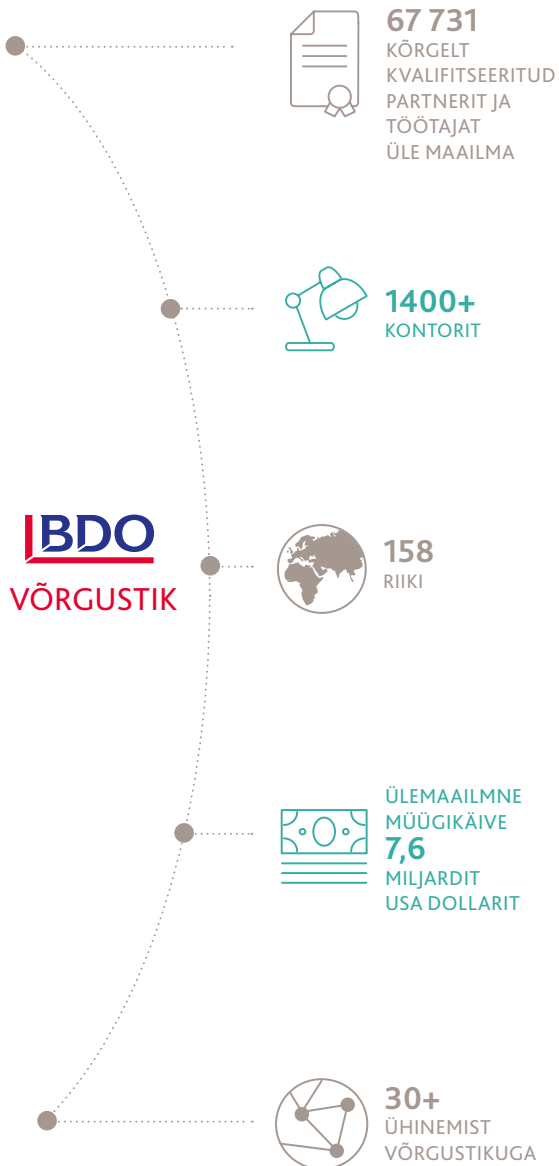 67 731
KÕRGELT
KVALIFITSEERITUD
PARTNERIT JA
TÖÖTAJAT
ÜLE MAAILMA
1400+
KONTORIT
BDO
VÕRGUSTIK
158
RIIKI
ÜLEMAAILMNE
MÜÜGIKÄIVE
7,6
MILJARDIT
USA DOLLARIT
30+
ÜHINEMIST
VÕRGUSTIKUGA